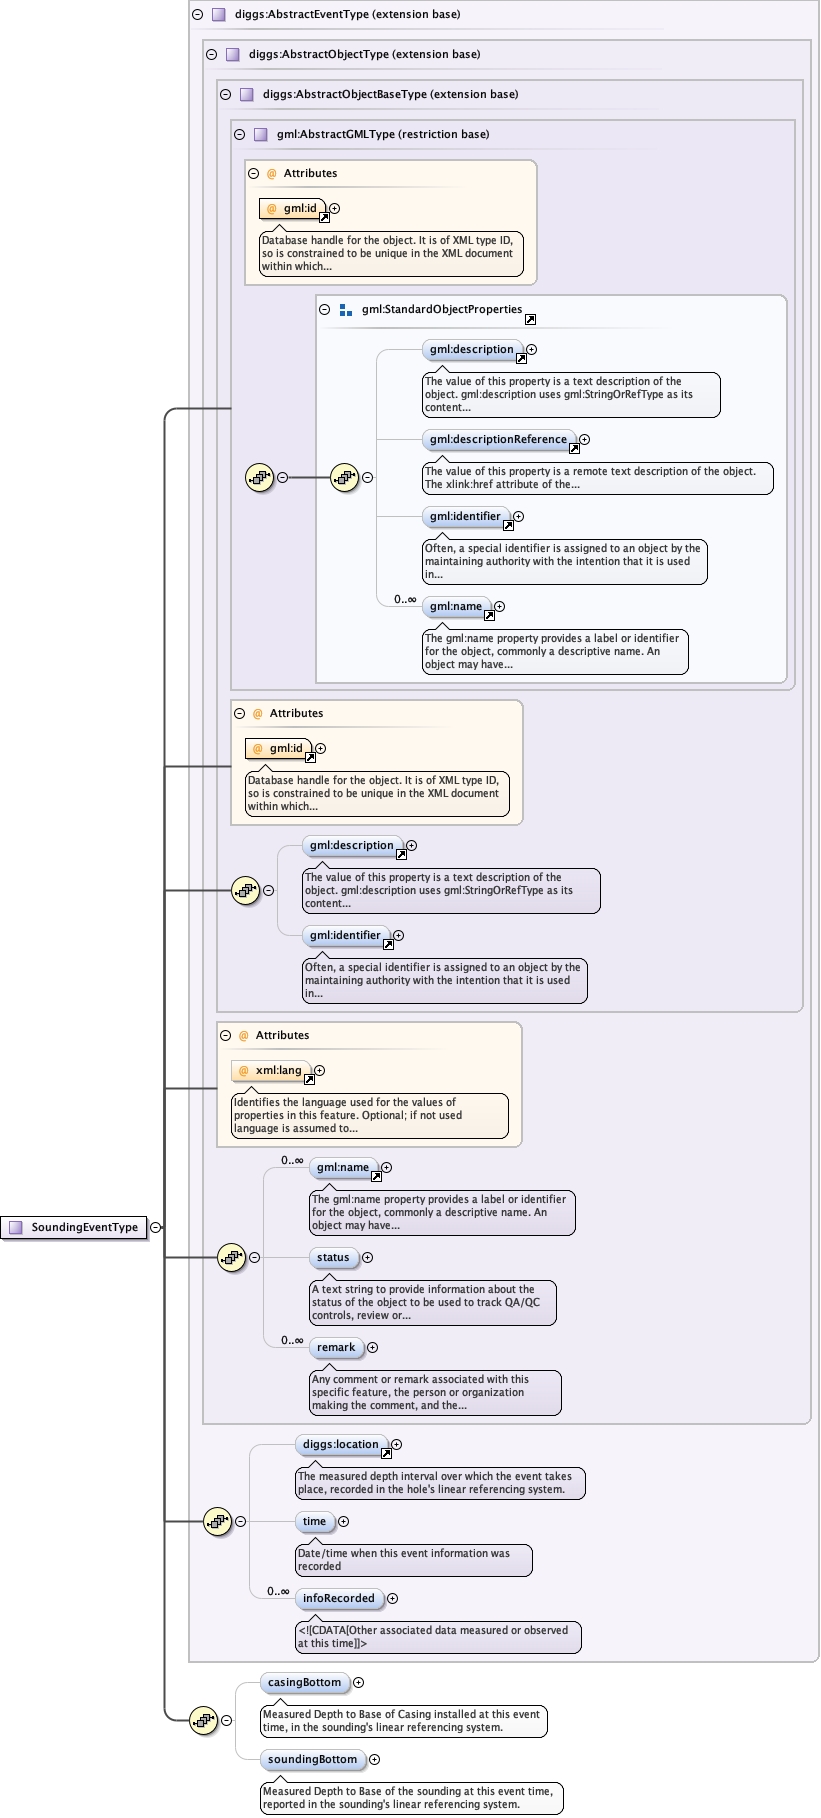 diggs:AbstractEventType (extension base)
diggs:AbstractObjectType (extension base)
diggs:AbstractObjectBaseType (extension base)
gml:AbstractGMLType (restriction base)
@ Attributes
@ gml:id
Database handle for the object. It is of XML type ID,
so is constrained to be unique in the XML document
within which...
gml:StandardObjectProperties
gml:description
The value of this property is a text description of the
object. gml:description uses gml:StringOrRefType as its
content...
gml:descriptionReference
The value of this property is a remote text description of the object.
The xlink:href attribute of the...
gml:identifier
Often, a special identifier is assigned to an object by the
maintaining authority with the intention that it is used
in...
0..∞
gml:name
The gml:name property provides a label or identifier
for the object, commonly a descriptive name. An
object may have...
@ Attributes
@ gml:id
Database handle for the object. It is of XML type ID,
so is constrained to be unique in the XML document
within which...
gml:description
The value of this property is a text description of the
object. gml:description uses gml:StringOrRefType as its
content...
gml:identifier
Often, a special identifier is assigned to an object by the
maintaining authority with the intention that it is used
in...
@ Attributes
@ xml:lang
Identifies the language used for the values of
properties in this feature. Optional; if not used
language is assumed to...
0..∞
gml:name
The gml:name property provides a label or identifier
for the object, commonly a descriptive name. An
object may have...
SoundingEventType
status
A text string to provide information about the
status of the object to be used to track QA/QC
controls, review or...
0..∞
remark
Any comment or remark associated with this
specific feature, the person or organization
making the comment, and the...
diggs:location
The measured depth interval over which the event takes
place, recorded in the hole's linear referencing system.
time
Date/time when this event information was
recorded
0..∞
infoRecorded
<![CDATA[Other associated data measured or observed
at this time]]>
casingBottom
Measured Depth to Base of Casing installed at this event
time, in the sounding's linear referencing system.
soundingBottom
Measured Depth to Base of the sounding at this event time,
reported in the sounding's linear referencing system.